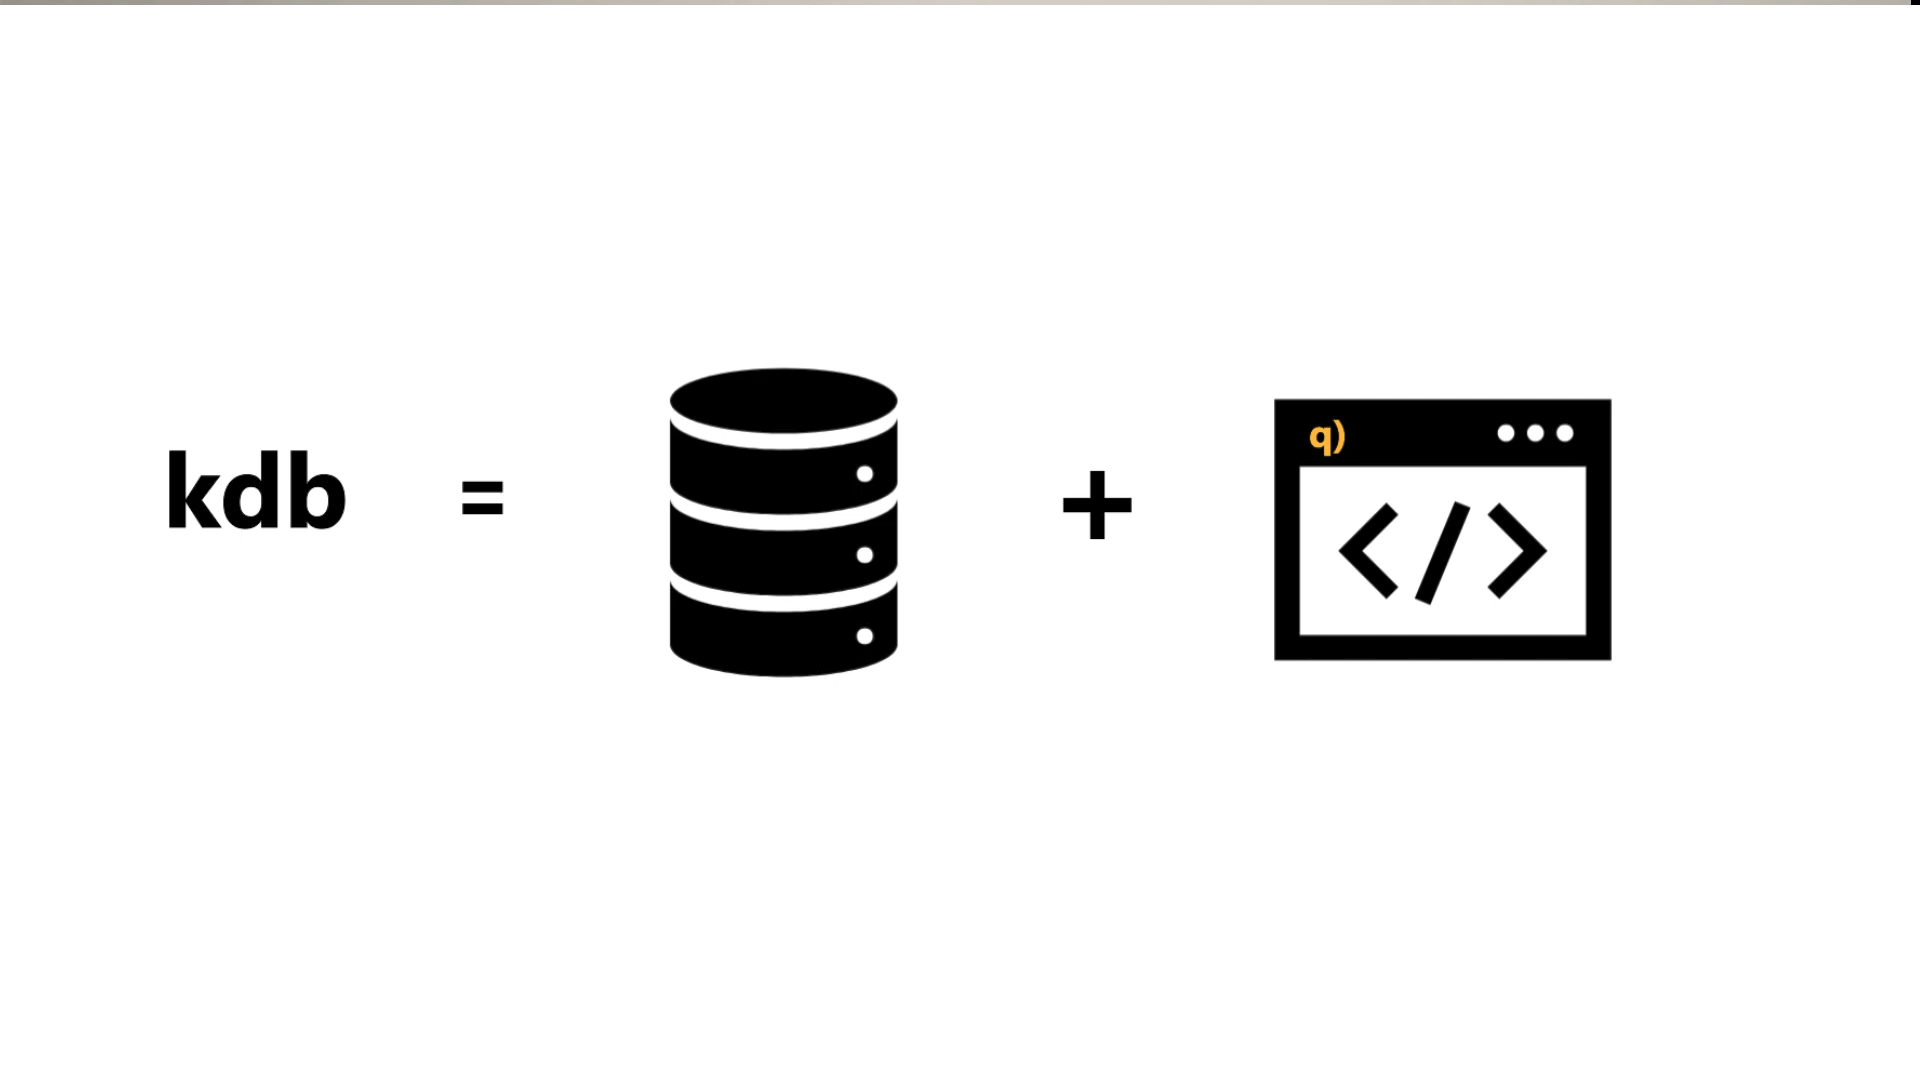 kdb = +
q)
</>